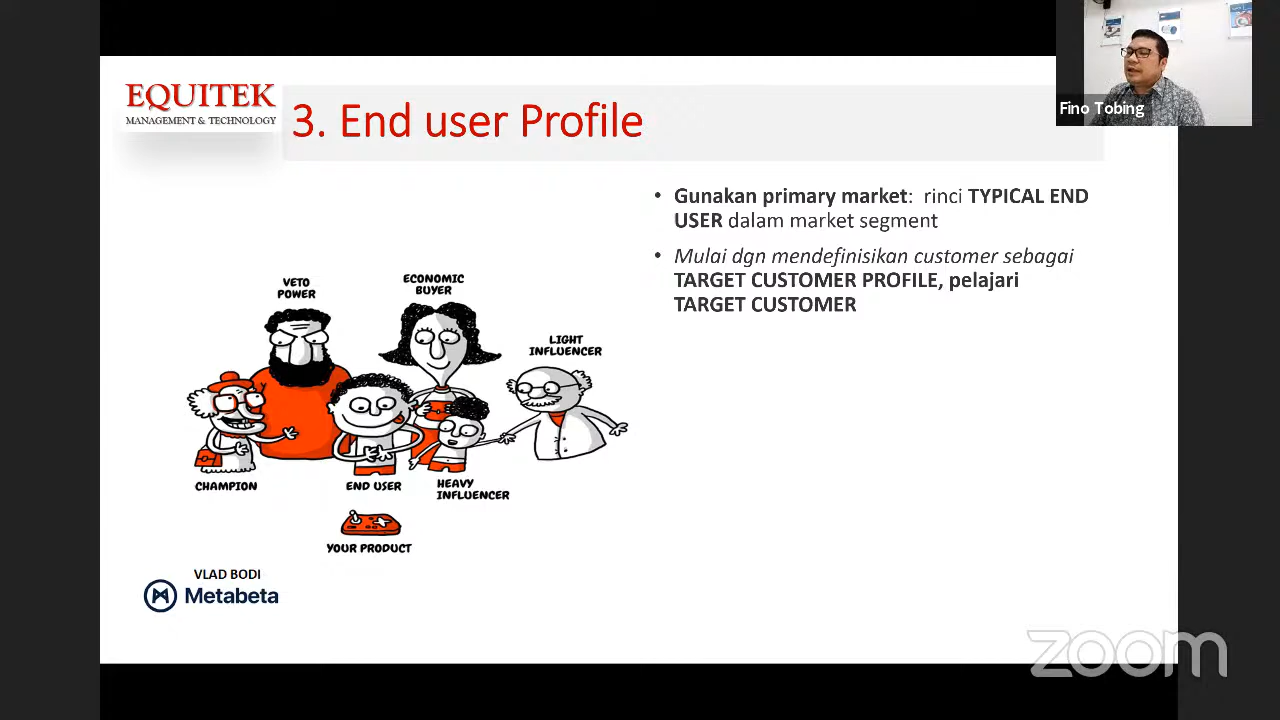 EQUITEK
MANAGEMENT & TECHNOLOGY
3. End user Profile
Fino Tobing
• Gunakan primary market: rinci TYPICAL END
USER dalam market segment
• Mulai dgn mendefinisikan customer sebagai
TARGET CUSTOMER PROFILE, pelajari
TARGET CUSTOMER
VETO
POWER
ECONOMIC
BUYER
LIGHT
INFLUENCER
CHAMPION
END USER
HEAVY
INFLUENCER
YOUR PRODUCT
VLAD BODI
Metabeta
zoom